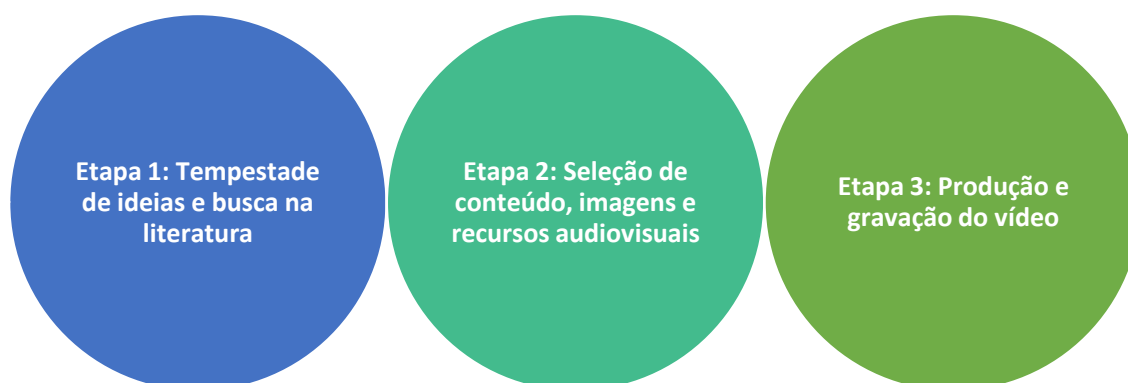 Etapa 1: Tempestade
de ideias e busca na
literatura
Etapa 2: Seleção de
conteúdo, imagens e
recursos audiovisuais
Etapa 3: Produção e
gravação do vídeo